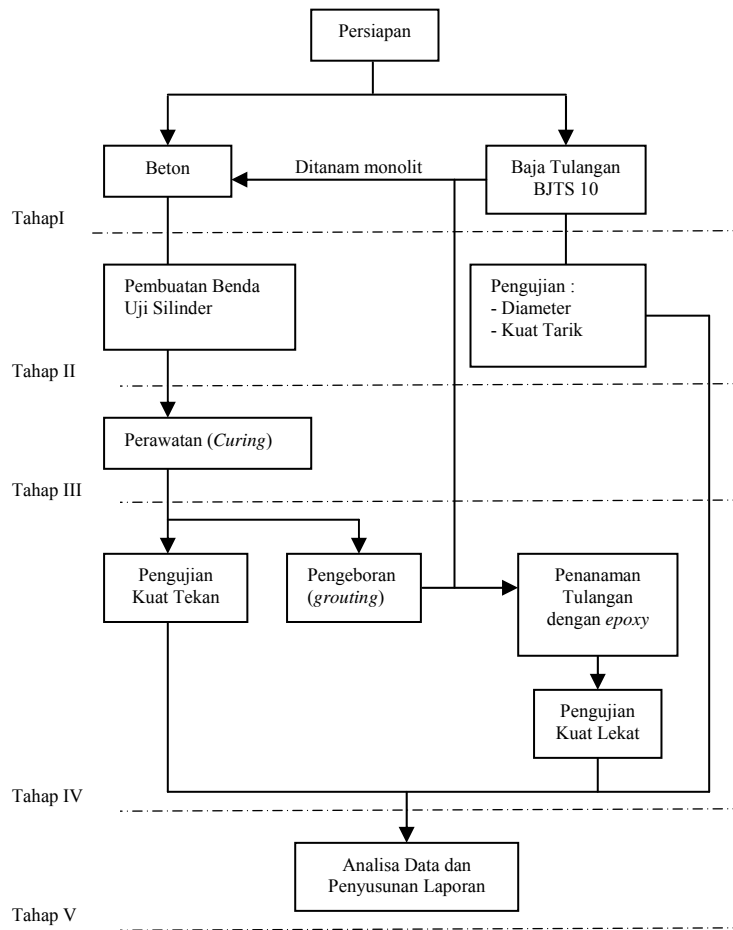 Persiapan
Beton
Ditanam monolit
Baja Tulangan
BJTS 10
TahapI
Pembuatan Benda
Uji Silinder
Pengujian :
- Diameter
- Kuat Tarik
Tahap II
Perawatan (Curing)
Tahap III
Pengujian
Kuat Tekan
Pengeboran
(grouting)
Penanaman
Tulangan
dengan epoxy
Pengujian
Kuat Lekat
Tahap IV
Analisa Data dan
Penyusunan Laporan
Tahap V